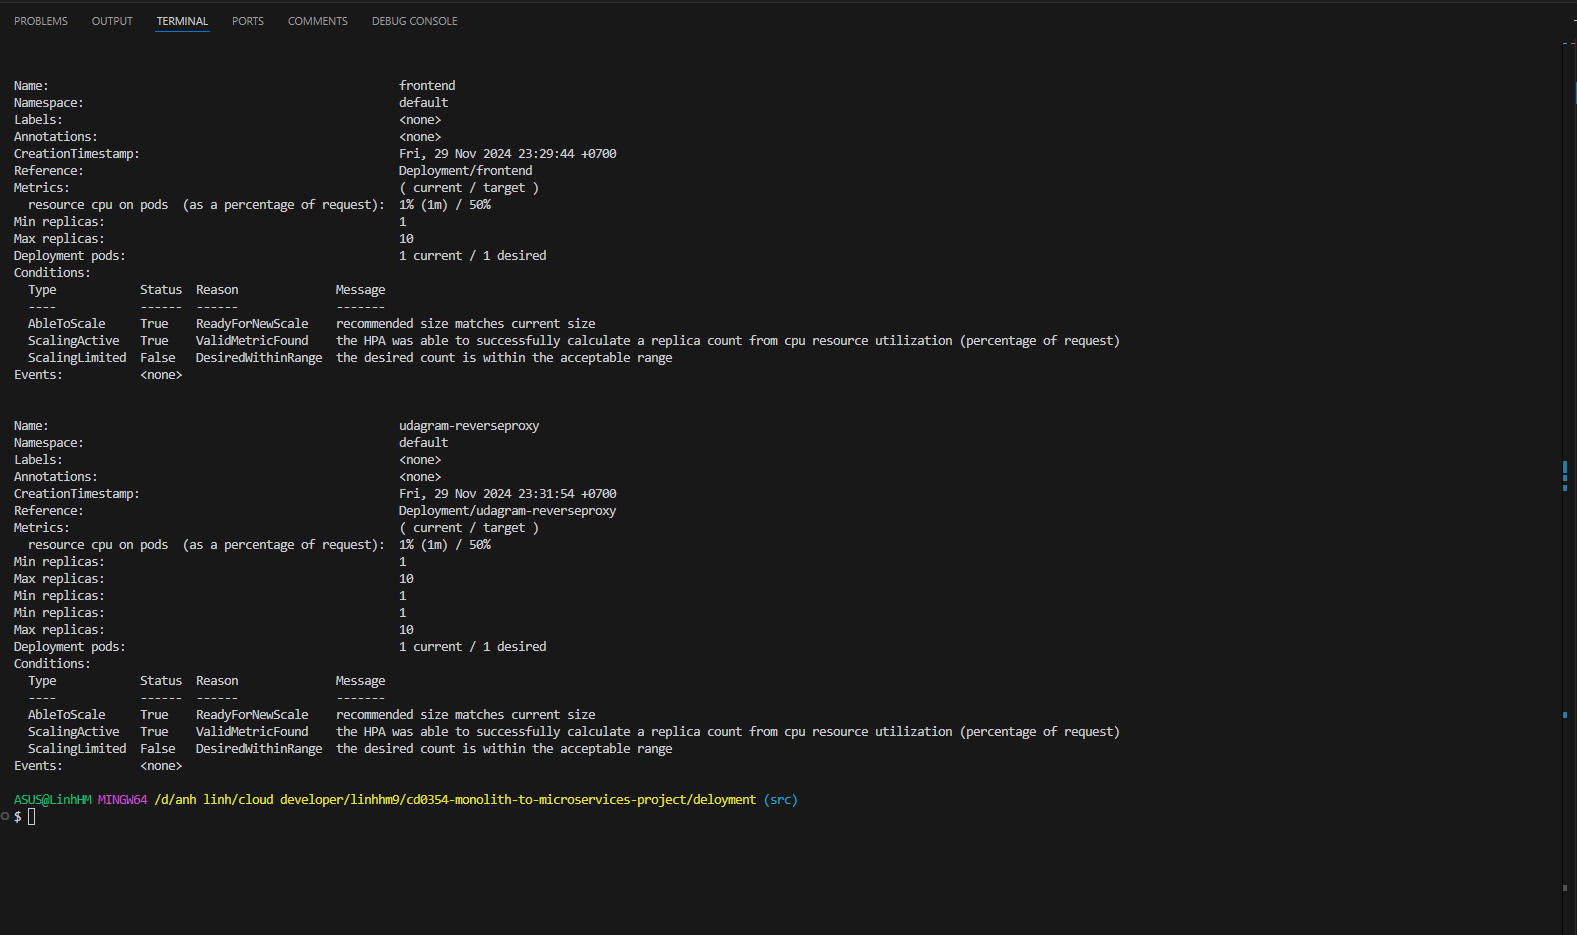 PROBLEMS OUTPUT TERMINAL PORTS COMMENTS DEBUG CONSOLE
Name: frontend
Namespace: default
Labels: <none>
Annotations: <none>
CreationTimestamp: Fri, 29 Nov 2024 23:29:44 +0700
Reference: Deployment/frontend
Metrics: ( current / target )
resource cpu on pods (as a percentage of request): 1% (1m) / 50%
Min replicas: 1
Max replicas: 10
Deployment pods: 1 current / 1 desired
Conditions:
Type Status Reason Message
---- ------ ------ -------
AbleToScale True ReadyForNewScale recommended size matches current size
ScalingActive True ValidMetricFound the HPA was able to successfully calculate a replica count from cpu resource utilization (percentage of request)
ScalingLimited False DesiredWithinRange the desired count is within the acceptable range
Events: <none>
Name: udagram-reverseproxy
Namespace: default
Labels: <none>
Annotations: <none>
CreationTimestamp: Fri, 29 Nov 2024 23:31:54 +0700
Reference: Deployment/udagram-reverseproxy
Metrics: ( current / target )
resource cpu on pods (as a percentage of request): 1% (1m) / 50%
Min replicas: 1
Max replicas: 10
Min replicas: 1
Min replicas: 1
Max replicas: 10
Deployment pods: 1 current / 1 desired
Conditions:
Type Status Reason Message
---- ------ ------ -------
AbleToScale True ReadyForNewScale recommended size matches current size
ScalingActive True ValidMetricFound the HPA was able to successfully calculate a replica count from cpu resource utilization (percentage of request)
ScalingLimited False DesiredWithinRange the desired count is within the acceptable range
Events: <none>
ASUS@LinhHM MINGW64 /d/anh linh/cloud developer/linhhm9/cd0354-monolith-to-microservices-project/deloyment (src)
$